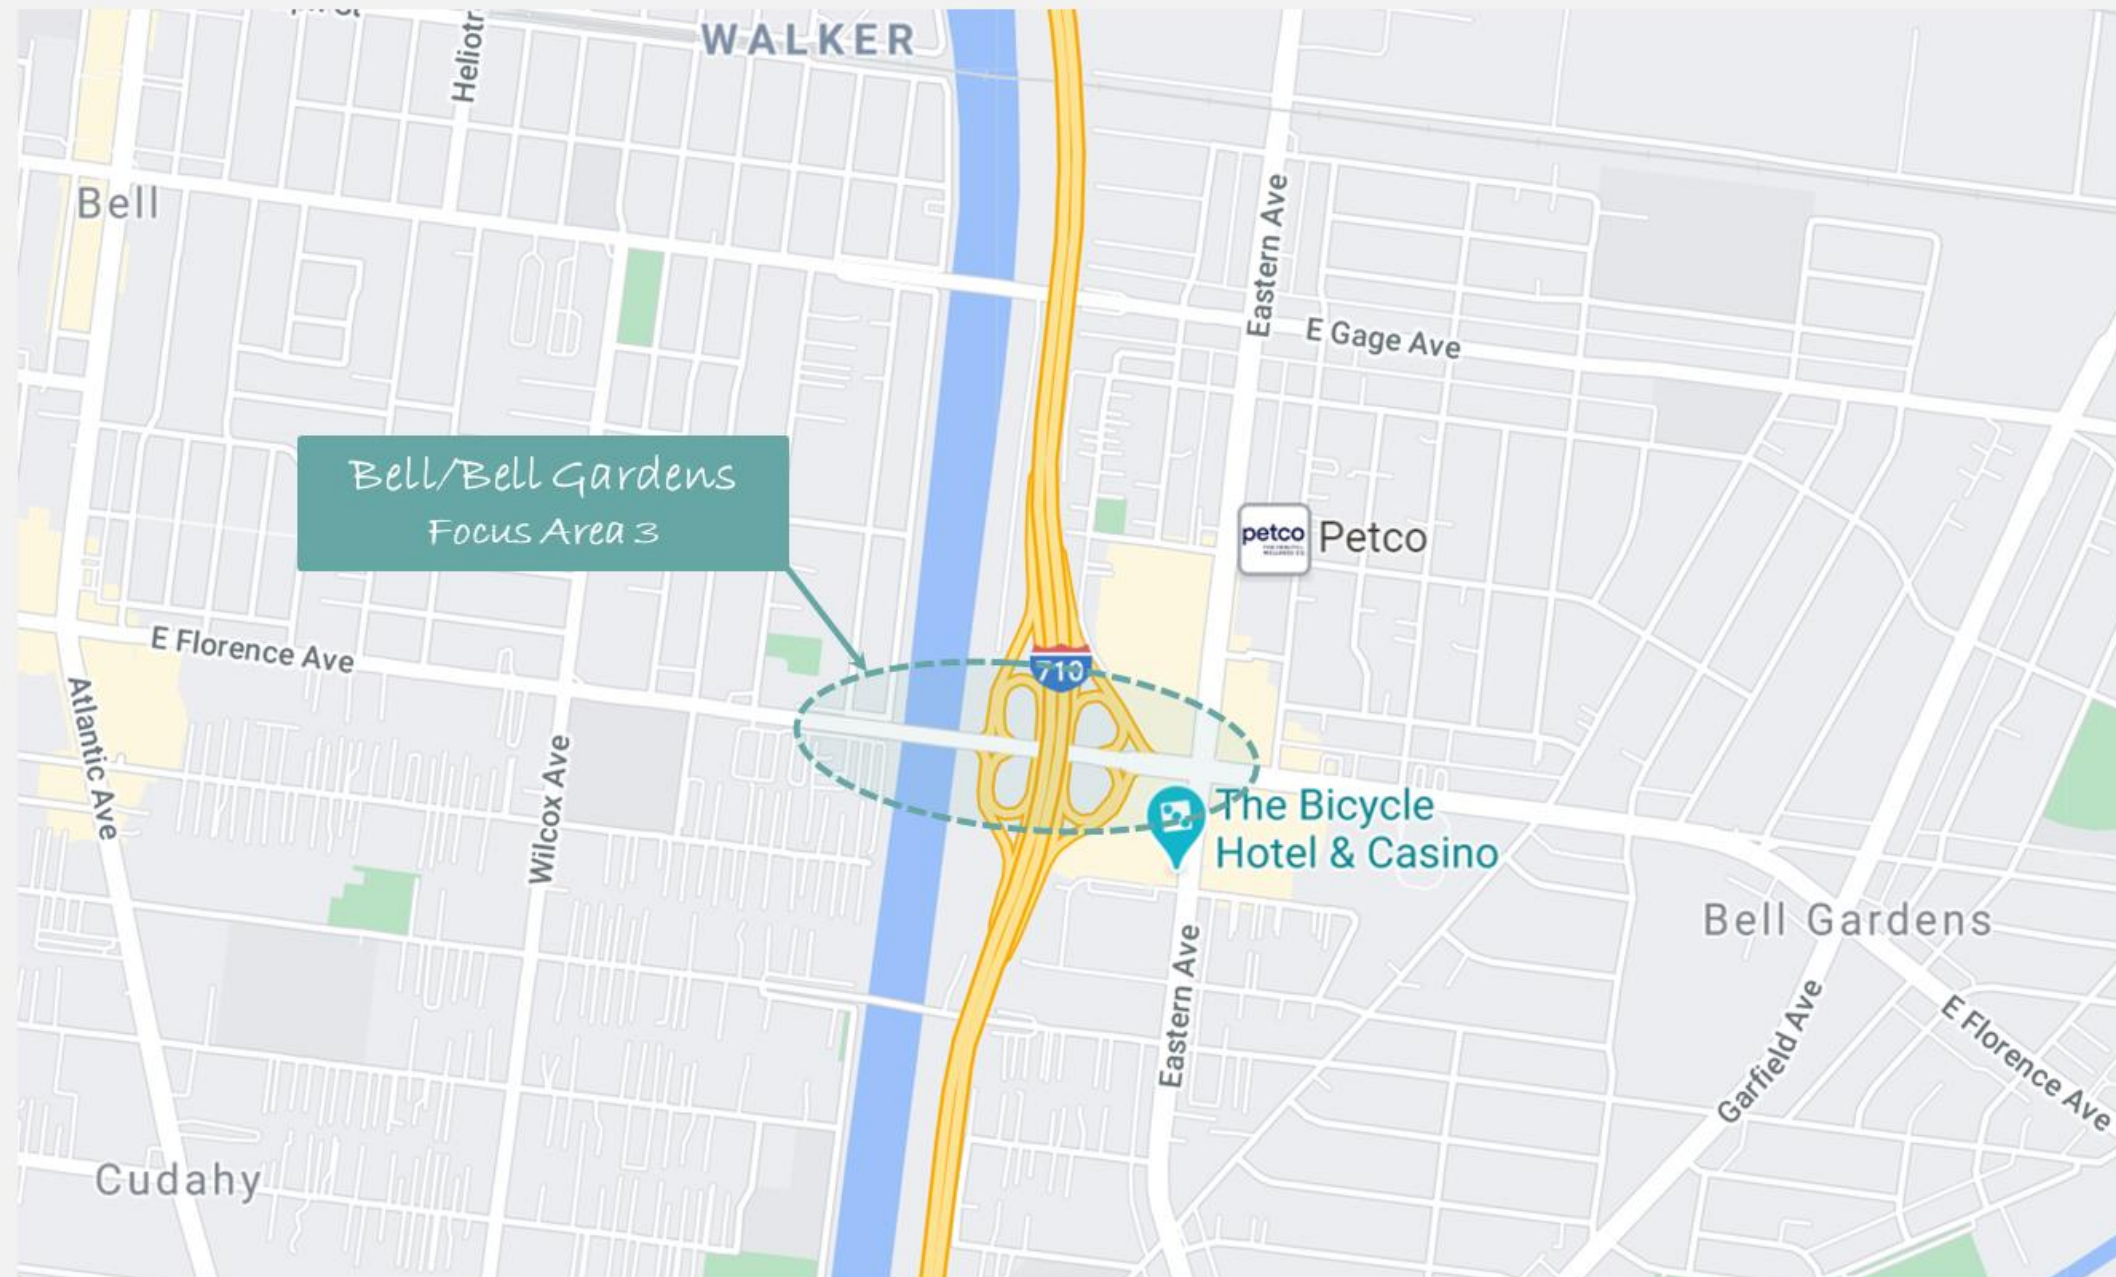 WALKER
Heliotr
Bell
Eastern Ave
E Gage Ave
Bell/Bell Gardens
Focus Area 3
petco
Petco
E Florence Ave
710
Atlantic Ave
Wilcox Ave
The Bicycle
Hotel & Casino
Bell Gardens
Eastern Ave
Garfield Ave
E Florence Ave
Cudahy